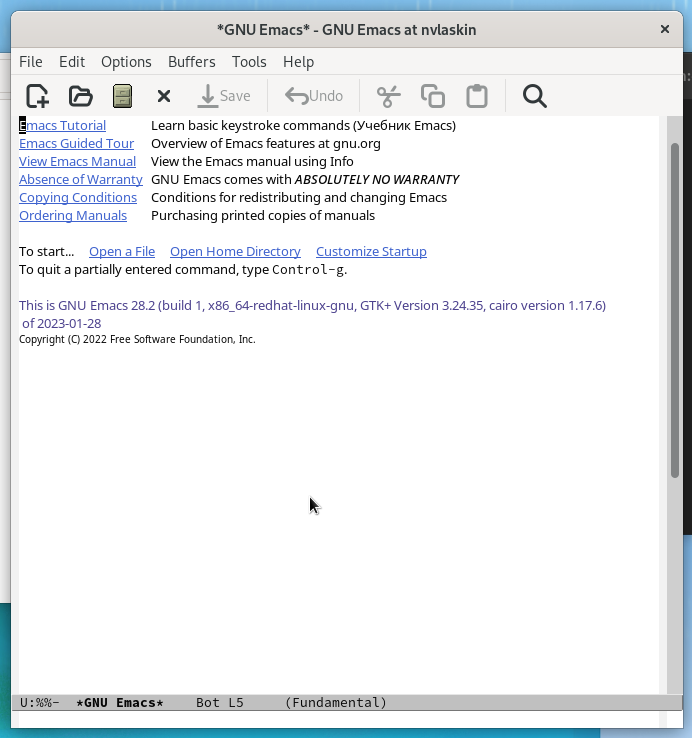 *GNU Emacs* - GNU Emacs at nvlaskin ×
File Edit Options Buffers Tools Help
Save Undo
Emacs Tutorial Learn basic keystroke commands (Учебник Emacs)
Emacs Guided Tour Overview of Emacs features at gnu.org
View Emacs Manual View the Emacs manual using Info
Absence of Warranty GNU Emacs comes with ABSOLUTELY NO WARRANTY
Copying Conditions Conditions for redistributing and changing Emacs
Ordering Manuals Purchasing printed copies of manuals
To start... Open a File Open Home Directory Customize Startup
To quit a partially entered command, type Control-g.
This is GNU Emacs 28.2 (build 1, x86_64-redhat-linux-gnu, GTK+ Version 3.24.35, cairo version 1.17.6)
of 2023-01-28
Copyright (C) 2022 Free Software Foundation, Inc.
U:%%- *GNU Emacs* Bot L5 (Fundamental)